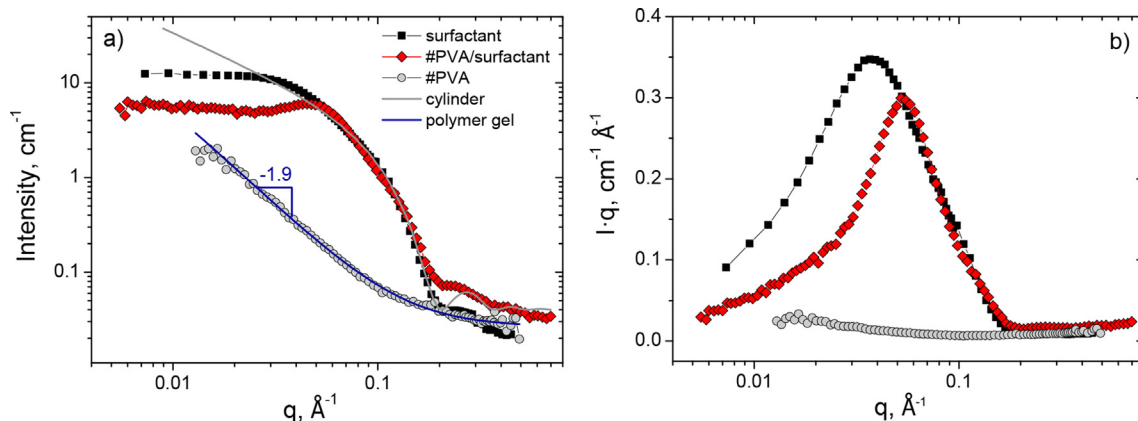 a)
surfactant
#PVA/surfactant
#PVA
cylinder
polymer gel
-1.9
Intensity, cm⁻¹
10
1
0.1
0.01
0.1
q, Å⁻¹
b)
I·q, cm⁻¹ Å⁻¹
0.4
0.3
0.2
0.1
0.0
0.01
0.1
q, Å⁻¹